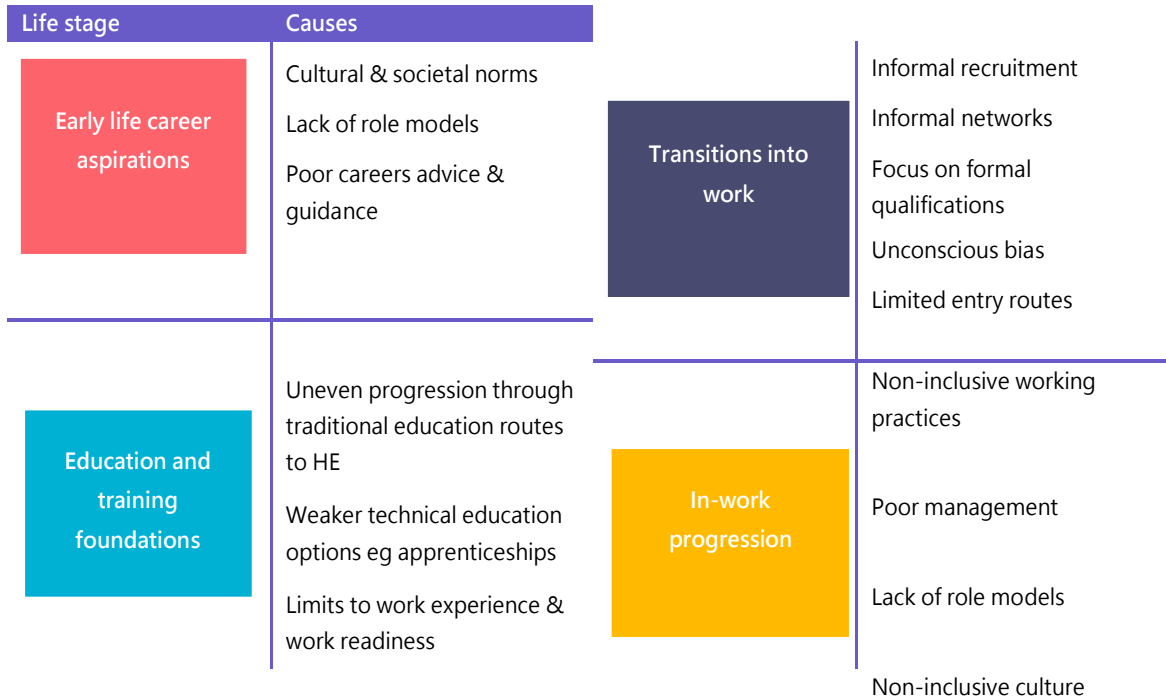 Life stage
Causes
Early life career
aspirations
Cultural & societal norms
Lack of role models
Poor careers advice &
guidance
Education and
training
foundations
Uneven progression through
traditional education routes
to HE
Weaker technical education
options eg apprenticeships
Limits to work experience &
work readiness
Transitions into
work
Informal recruitment
Informal networks
Focus on formal
qualifications
Unconscious bias
Limited entry routes
In-work
progression
Non-inclusive working
practices
Poor management
Lack of role models
Non-inclusive culture